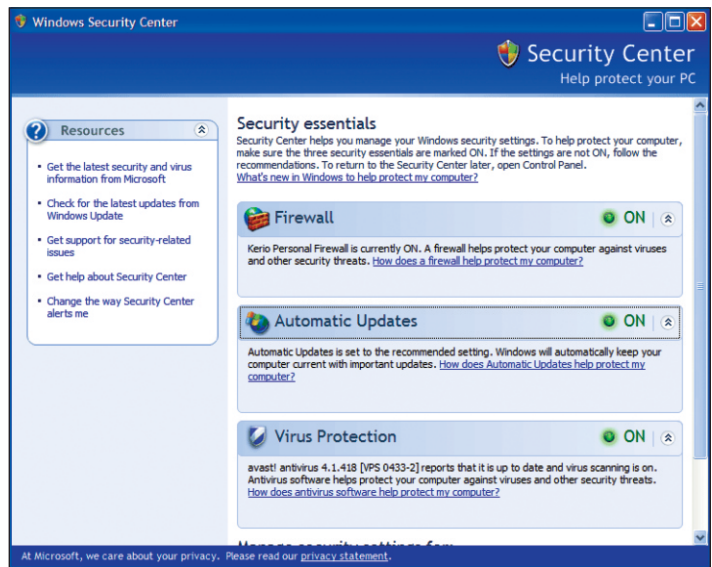 Windows Security Center
Security Center
Help protect your PC
Resources
Get the latest security and virus
information from Microsoft
Check for the latest updates from
Windows Update
Get support for security-related
issues
Get help about Security Center
Change the way Security Center
alerts me
Security essentials
Security Center helps you manage your Windows security settings. To help protect your computer,
make sure the three security essentials are marked ON. If the settings are not ON, follow the
recommendations. To return to the Security Center later, open Control Panel.
What's new in Windows to help protect my computer?
Firewall ON
Kerio Personal Firewall is currently ON. A firewall helps protect your computer against viruses
and other security threats. How does a firewall help protect my computer?
Automatic Updates ON
Automatic Updates is set to the recommended setting. Windows will automatically keep your
computer current with important updates. How does Automatic Updates help protect my
computer?
Virus Protection ON
avast! antivirus 4.1.418 [VPS 0433-2] reports that it is up to date and virus scanning is on.
Antivirus software helps protect your computer against viruses and other security threats.
How does antivirus software help protect my computer?
Manage security settings for:
At Microsoft, we care about your privacy. Please read our privacy statement.